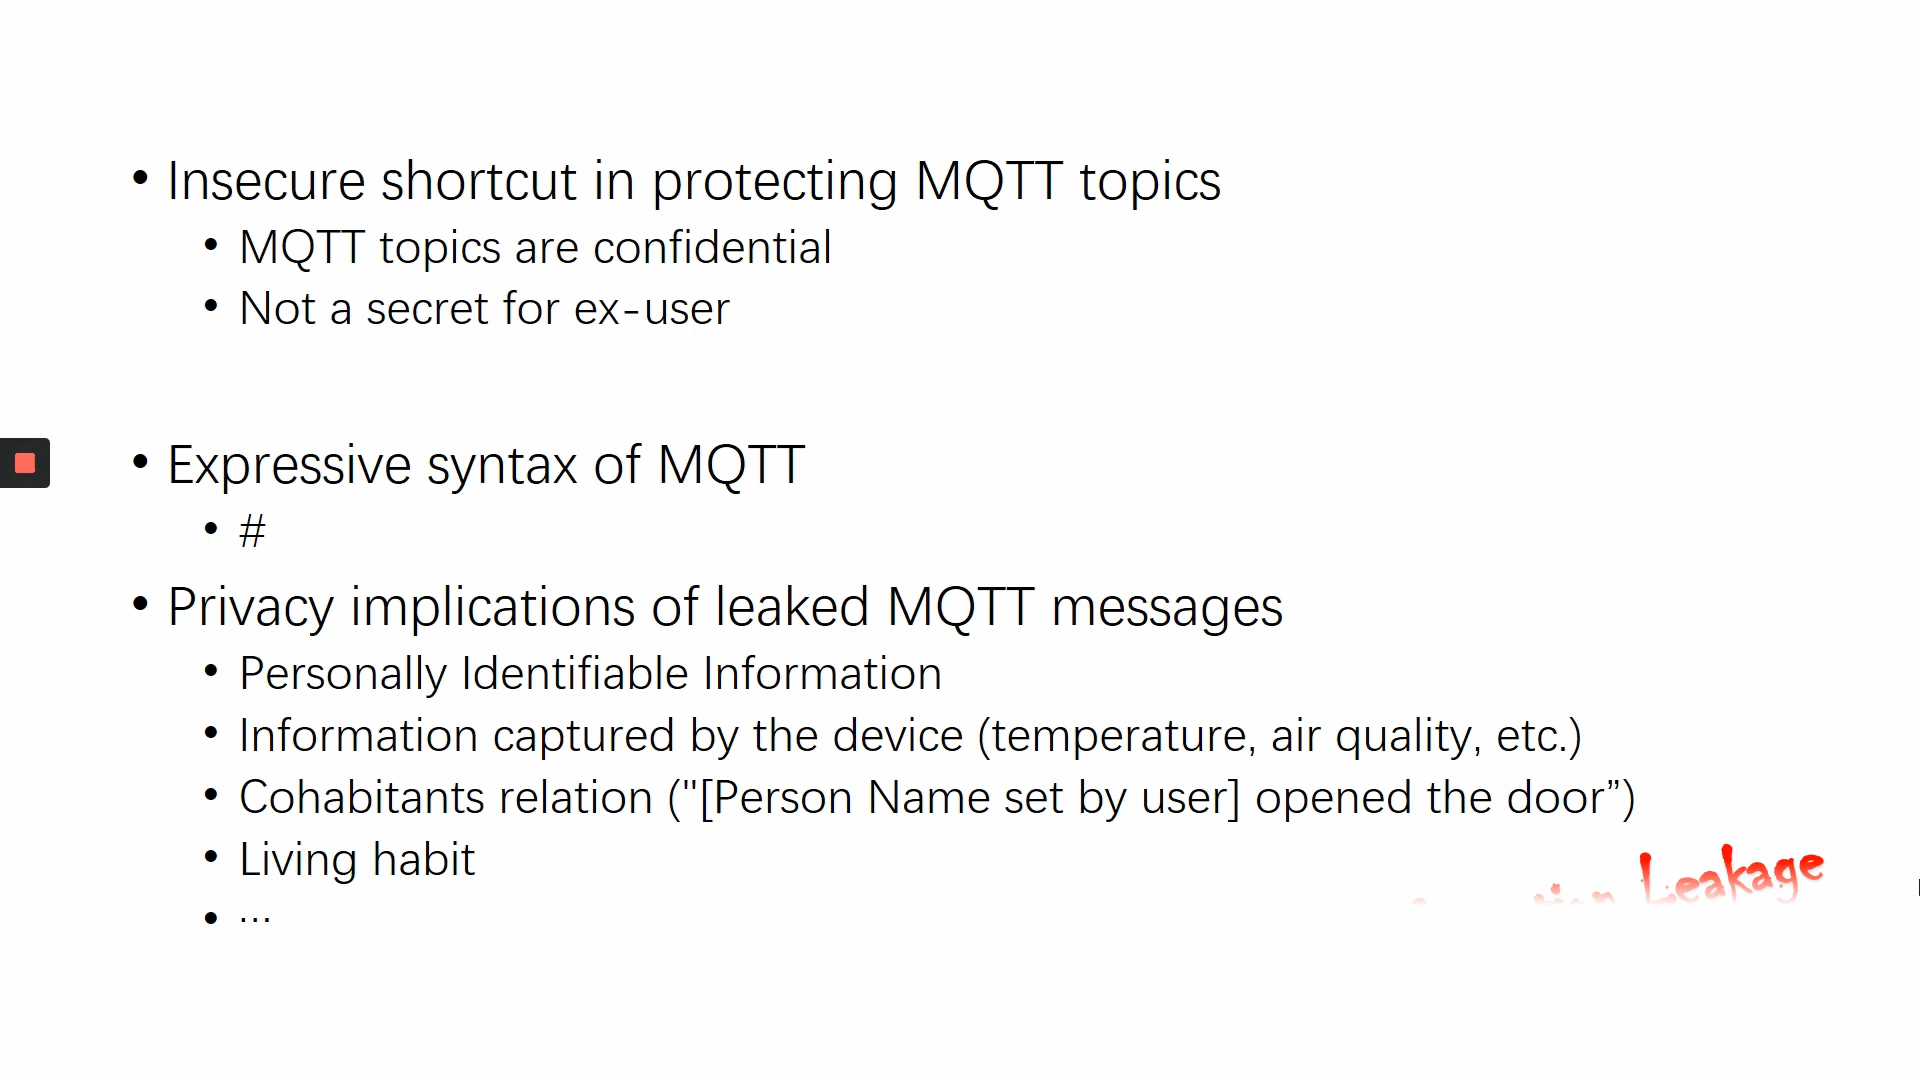 • Insecure shortcut in protecting MQTT topics
• MQTT topics are confidential
• Not a secret for ex-user
• Expressive syntax of MQTT
• #
• Privacy implications of leaked MQTT messages
• Personally Identifiable Information
• Information captured by the device (temperature, air quality, etc.)
• Cohabitants relation ("[Person Name set by user] opened the door”)
• Living habit
• ...
Leakage